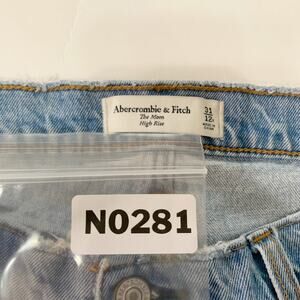 Abercrombie & Fitch
The Mom
High Rise
31
12
N0281